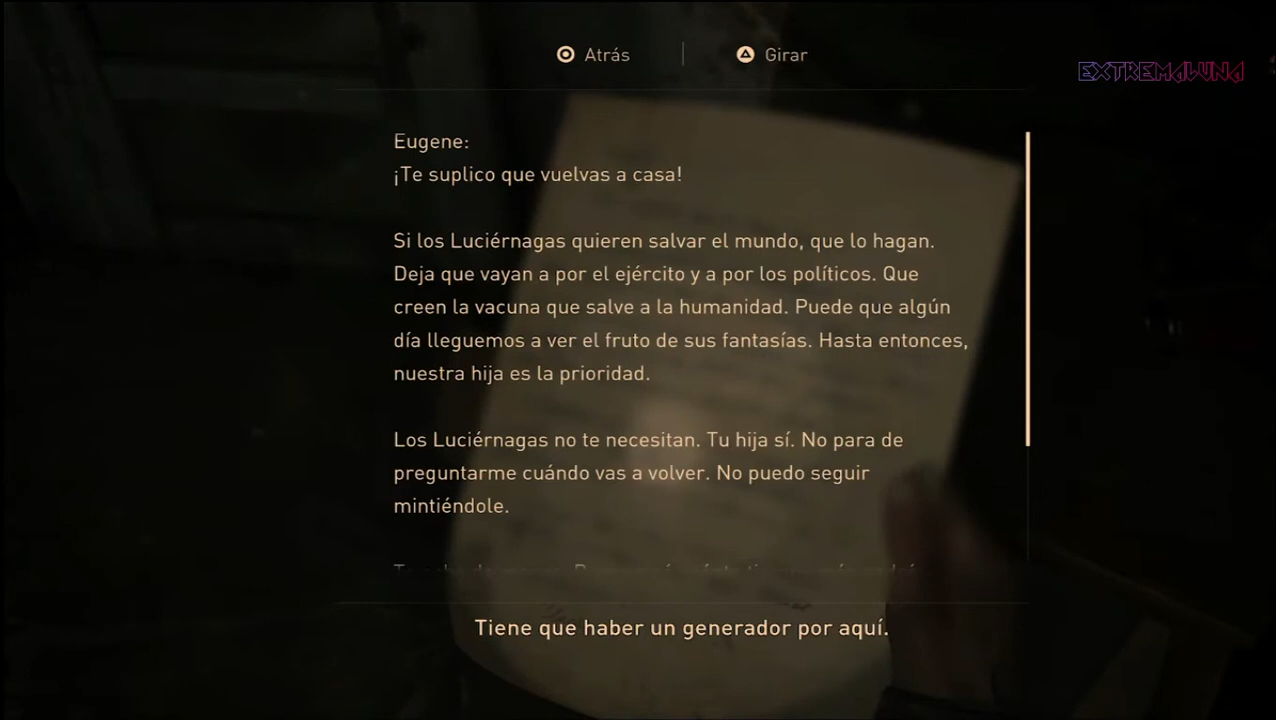 Atrás
Girar
EXTREMALUNA
Eugene:
¡Te suplico que vuelvas a casa!
Si los Luciérnagas quieren salvar el mundo, que lo hagan.
Deja que vayan a por el ejército y a por los políticos. Que
creen la vacuna que salve a la humanidad. Puede que algún
día lleguemos a ver el fruto de sus fantasías. Hasta entonces,
nuestra hija es la prioridad.
Los Luciérnagas no te necesitan. Tu hija sí. No para de
preguntarme cuándo vas a volver. No puedo seguir
mintiéndole.
Tiene que haber un generador por aquí.